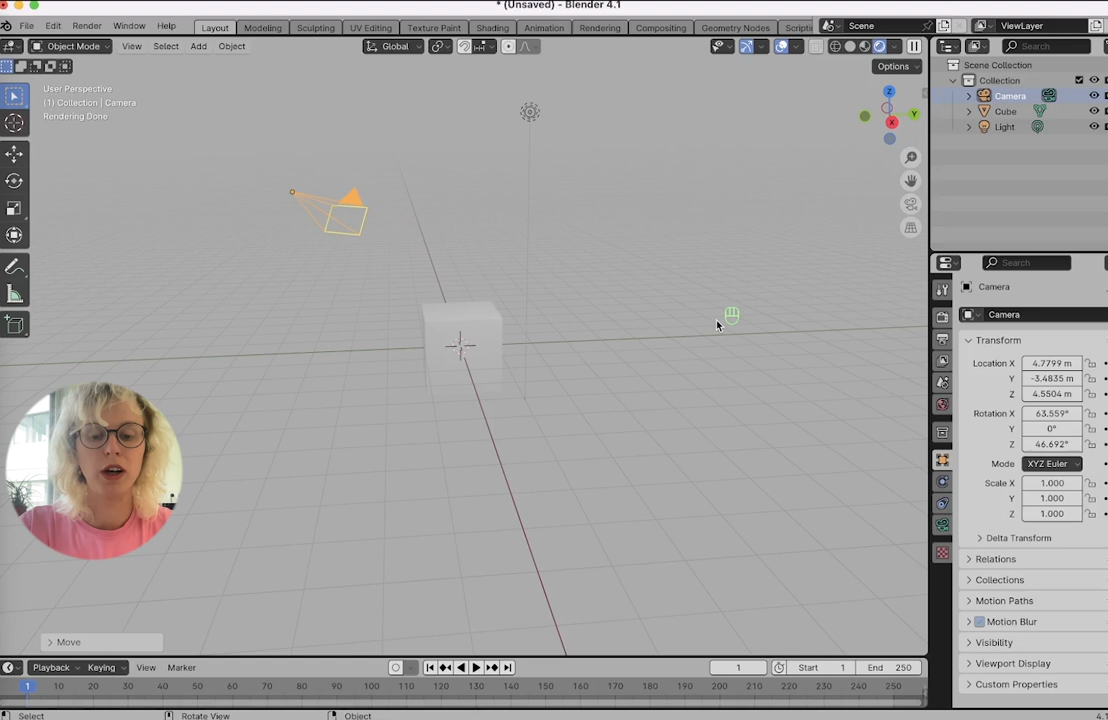 * (Unsaved) - Blender 4.1
File Edit Render Window Help
Layout Modeling Sculpting UV Editing Texture Paint Shading Animation Rendering Compositing Geometry Nodes Scripti
Scene
ViewLayer
Object Mode View Select Add Object
Global
Search
Options
User Perspective
(1) Collection | Camera
Rendering Done
Z
Y
X
Scene Collection
Collection
Camera
Cube
Light
Search
Camera
Camera
Transform
Location X 4.7799 m
Y -3.4835 m
Z 4.5504 m
Rotation X 63.559°
Y 0°
Z 46.692°
Mode XYZ Euler
Scale X 1.000
Y 1.000
Z 1.000
Delta Transform
Relations
Collections
Motion Paths
Motion Blur
Visibility
Viewport Display
Custom Properties
Move
Playback Keying View Marker
1
Start 1
End 250
1 10 20 30 40 50 60 70 80 90 100 110 120 130 140 150 160 170 180 190 200 210 220 230 240 250
Select
Rotate View
Object
4.1